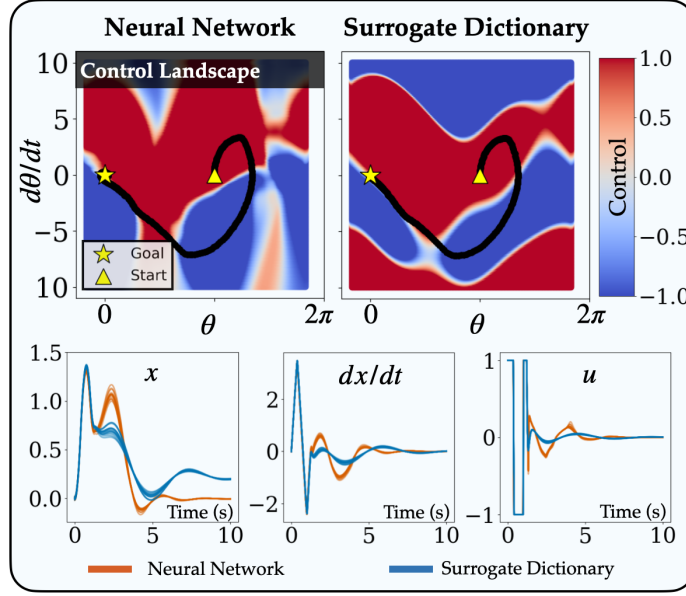 Neural Network
Surrogate Dictionary
Control Landscape
10
5
0
−5
10
dθ/dt
Goal
Start
0
θ
2π
0
θ
2π
1.0
0.5
0.0
−0.5
−1.0
Control
1.5
1.0
0.5
0.0
x
0
5
10
Time (s)
2
0
−2
dx/dt
0
5
10
Time (s)
1
0
−1
u
0
5
10
Time (s)
Neural Network
Surrogate Dictionary